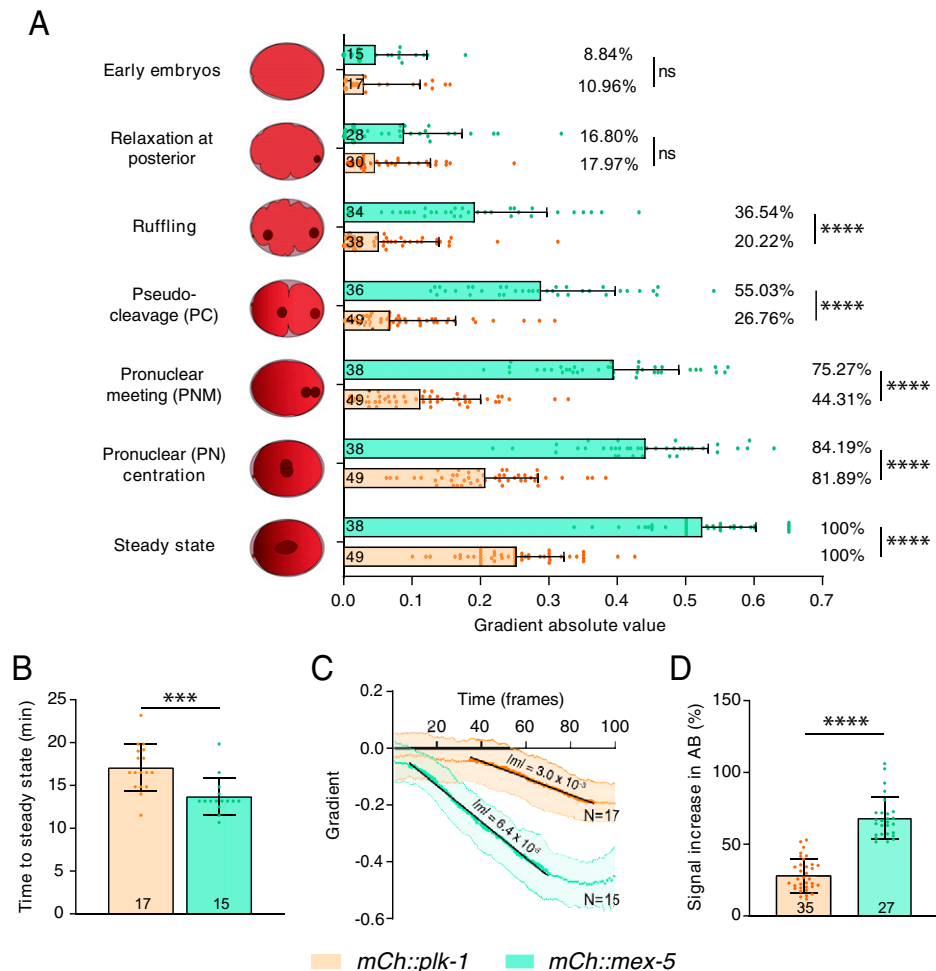 A
Early embryos
15
8.84%
17
10.96%
ns
Relaxation at
posterior
28
16.80%
30
17.97%
ns
Ruffling
34
36.54%
38
20.22%
****
Pseudo-
cleavage (PC)
36
55.03%
49
26.76%
****
Pronuclear
meeting (PNM)
38
75.27%
49
44.31%
****
Pronuclear (PN)
centration
38
84.19%
49
81.89%
****
Steady state
38
100%
49
100%
****
0.0 0.1 0.2 0.3 0.4 0.5 0.6 0.7
Gradient absolute value
B
Time to steady state (min)
25
20
15
10
5
0
***
17 15
C
Time (frames)
20 40 60 80 100
Gradient
0.2
0.0
-0.2
-0.4
-0.6
lml = 3.0 x 10⁻³
N=17
N=15
D
Signal increase in AB (%)
150
100
50
0
****
35 27
mCh::plk-1 mCh::mex-5